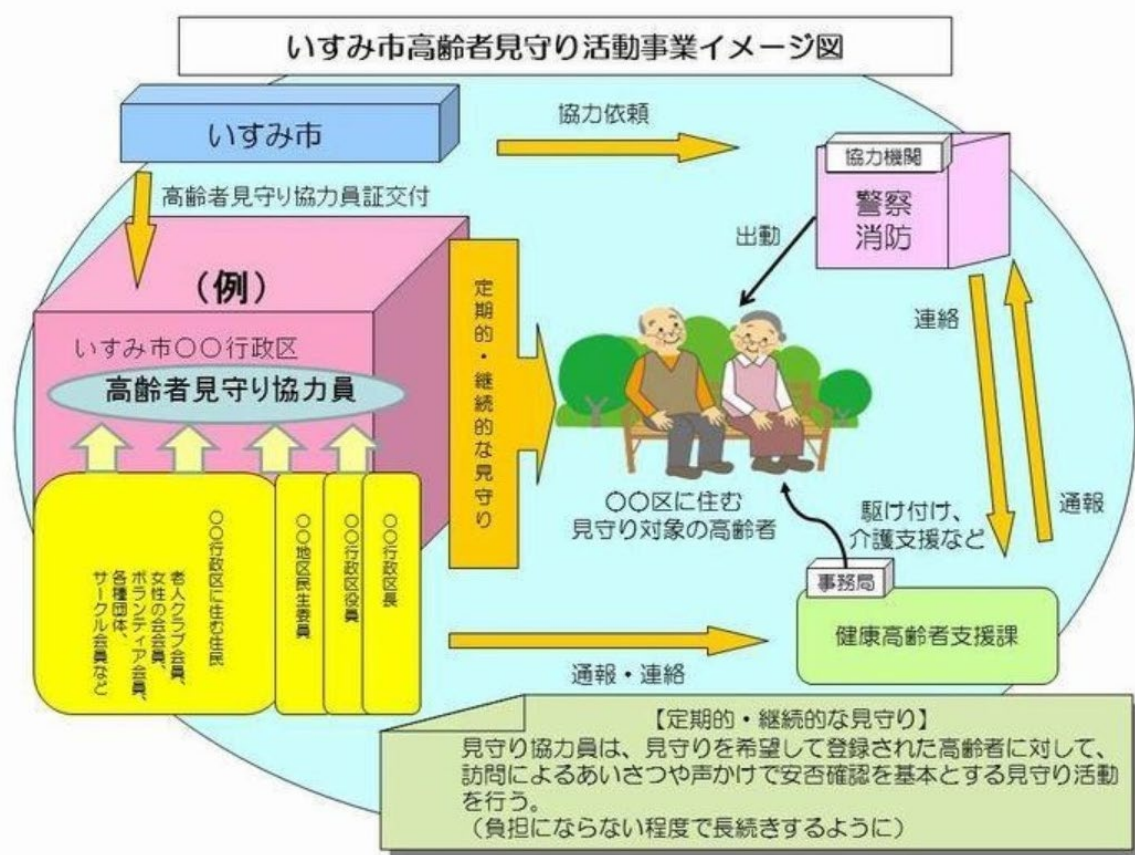 いすみ市高齢者見守り活動事業イメージ図
いすみ市
協力依頼
協力機関
警察
消防
高齢者見守り協力員証交付
出動
(例)
いすみ市〇〇行政区
高齢者見守り協力員
定期的・継続的な見守り
連絡
通報
〇〇区に住む
見守り対象の高齢者
駆け付け、
介護支援など
事務局
健康高齢者支援課
〇〇行政区長
〇〇行政区役員
〇〇地区民生委員
〇〇行政区に住む住民
老人クラブ会員、
女性の会会員、
ボランティア会員、
各種団体、
サークル会員など
通報・連絡
【定期的・継続的な見守り】
見守り協力員は、見守りを希望して登録された高齢者に対して、
訪問によるあいさつや声かけで安否確認を基本とする見守り活動
を行う。
(負担にならない程度で長続きするように)